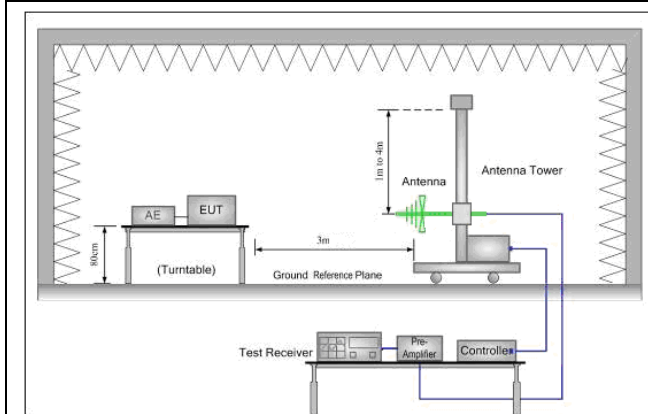 1m to 4m
Antenna
Antenna Tower
AE
EUT
80cm
(Turntable)
3m
Ground Reference Plane
Test Receiver
Pre-
Amplifier
Controller